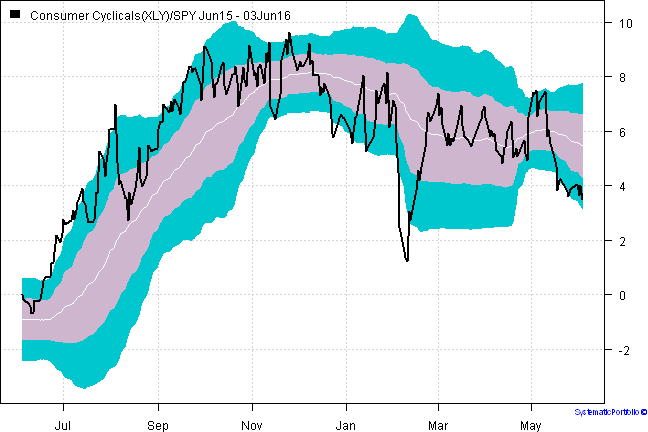 Consumer Cyclicals(XLY)/SPY Jun15 - 03Jun16
10
8
6
4
2
0
-2
Jul Sep Nov Jan Mar May
SystematicPortfolio ©